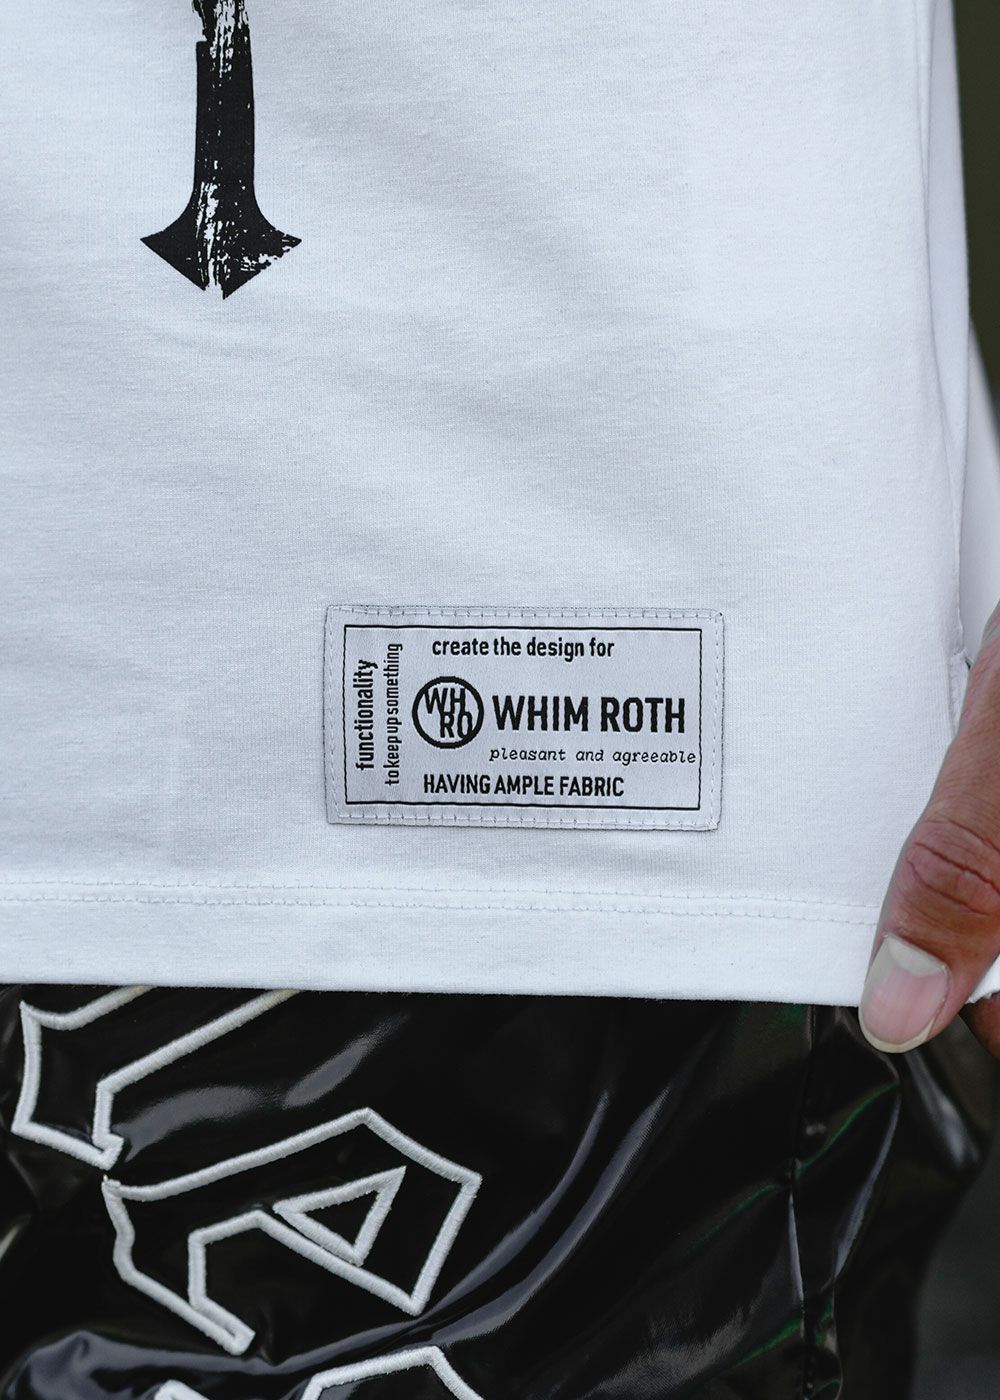 create the design for
functionality
to keep up something
WH
RO
WHIM ROTH
pleasant and agreeable
HAVING AMPLE FABRIC